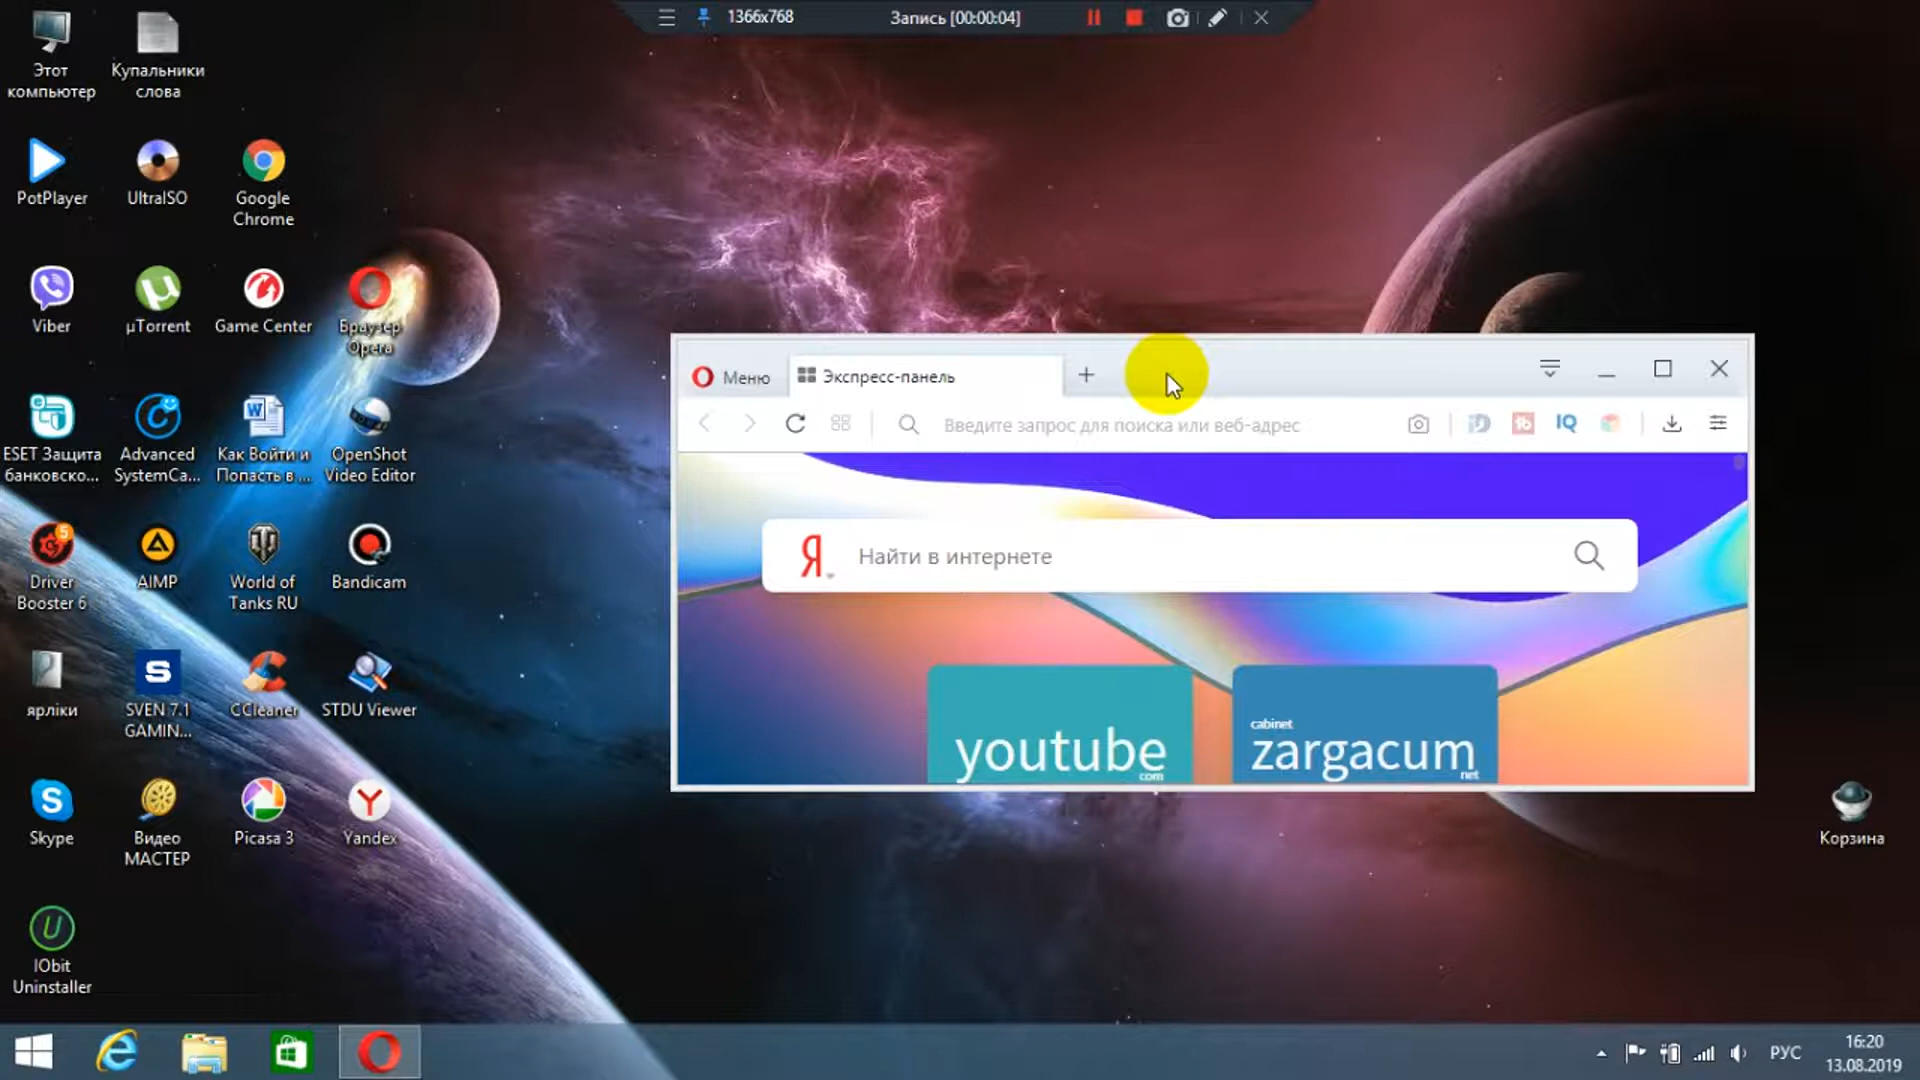 1366x768
Запись [00:00:04]
Этот
компьютер
Купальники
слова
PotPlayer
UltraISO
Google
Chrome
Viber
µTorrent
Game Center
Браузер
Opera
ESET Защита
банковско...
Advanced
SystemCa...
Как Войти и
Попасть в ...
OpenShot
Video Editor
Driver
Booster 6
5
AIMP
World of
Tanks RU
Bandicam
ярліки
SVEN 7.1
GAMIN...
CCleaner
STDU Viewer
Skype
Видео
МАСТЕР
Picasa 3
Yandex
IObit
Uninstaller
Корзина
Меню
Экспресс-панель
Введите запрос для поиска или веб-адрес
IQ
Я
Найти в интернете
youtube
com
cabinet
zargacum
net
РУС
16:20
13.08.2019